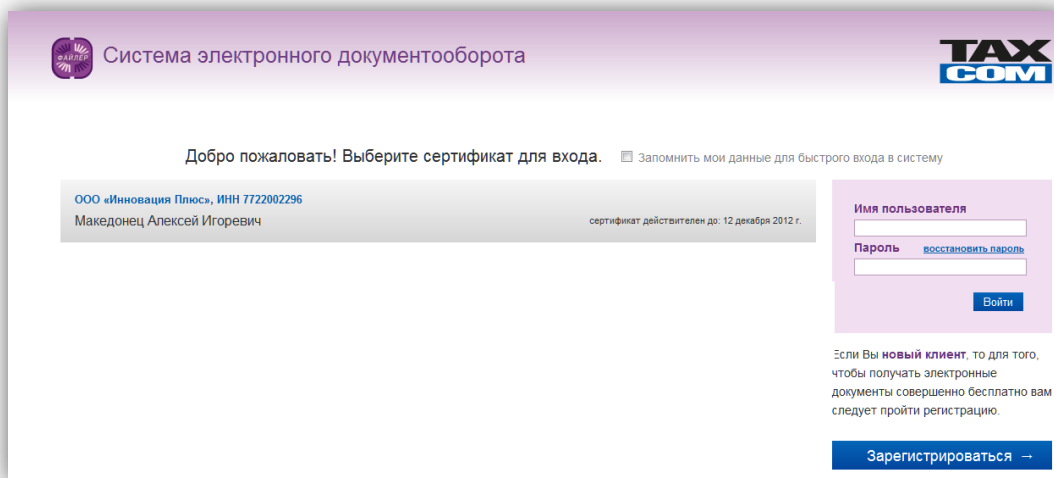 ФАЙЛЕР
Система электронного документооборота
TAX
COM
Добро пожаловать! Выберите сертификат для входа.
Запомнить мои данные для быстрого входа в систему
ООО «Инновация Плюс», ИНН 7722002296
Македонец Алексей Игоревич
сертификат действителен до: 12 декабря 2012 г.
Имя пользователя
Пароль
восстановить пароль
Войти
Если Вы новый клиент, то для того,
чтобы получать электронные
документы совершенно бесплатно вам
следует пройти регистрацию.
Зарегистрироваться →